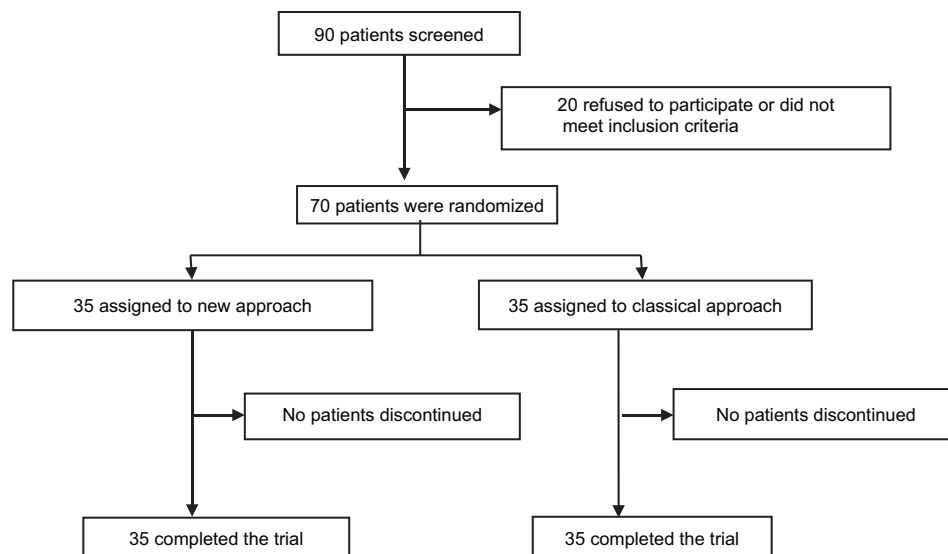 90 patients screened
20 refused to participate or did not
meet inclusion criteria
70 patients were randomized
35 assigned to new approach
35 assigned to classical approach
No patients discontinued
No patients discontinued
35 completed the trial
35 completed the trial